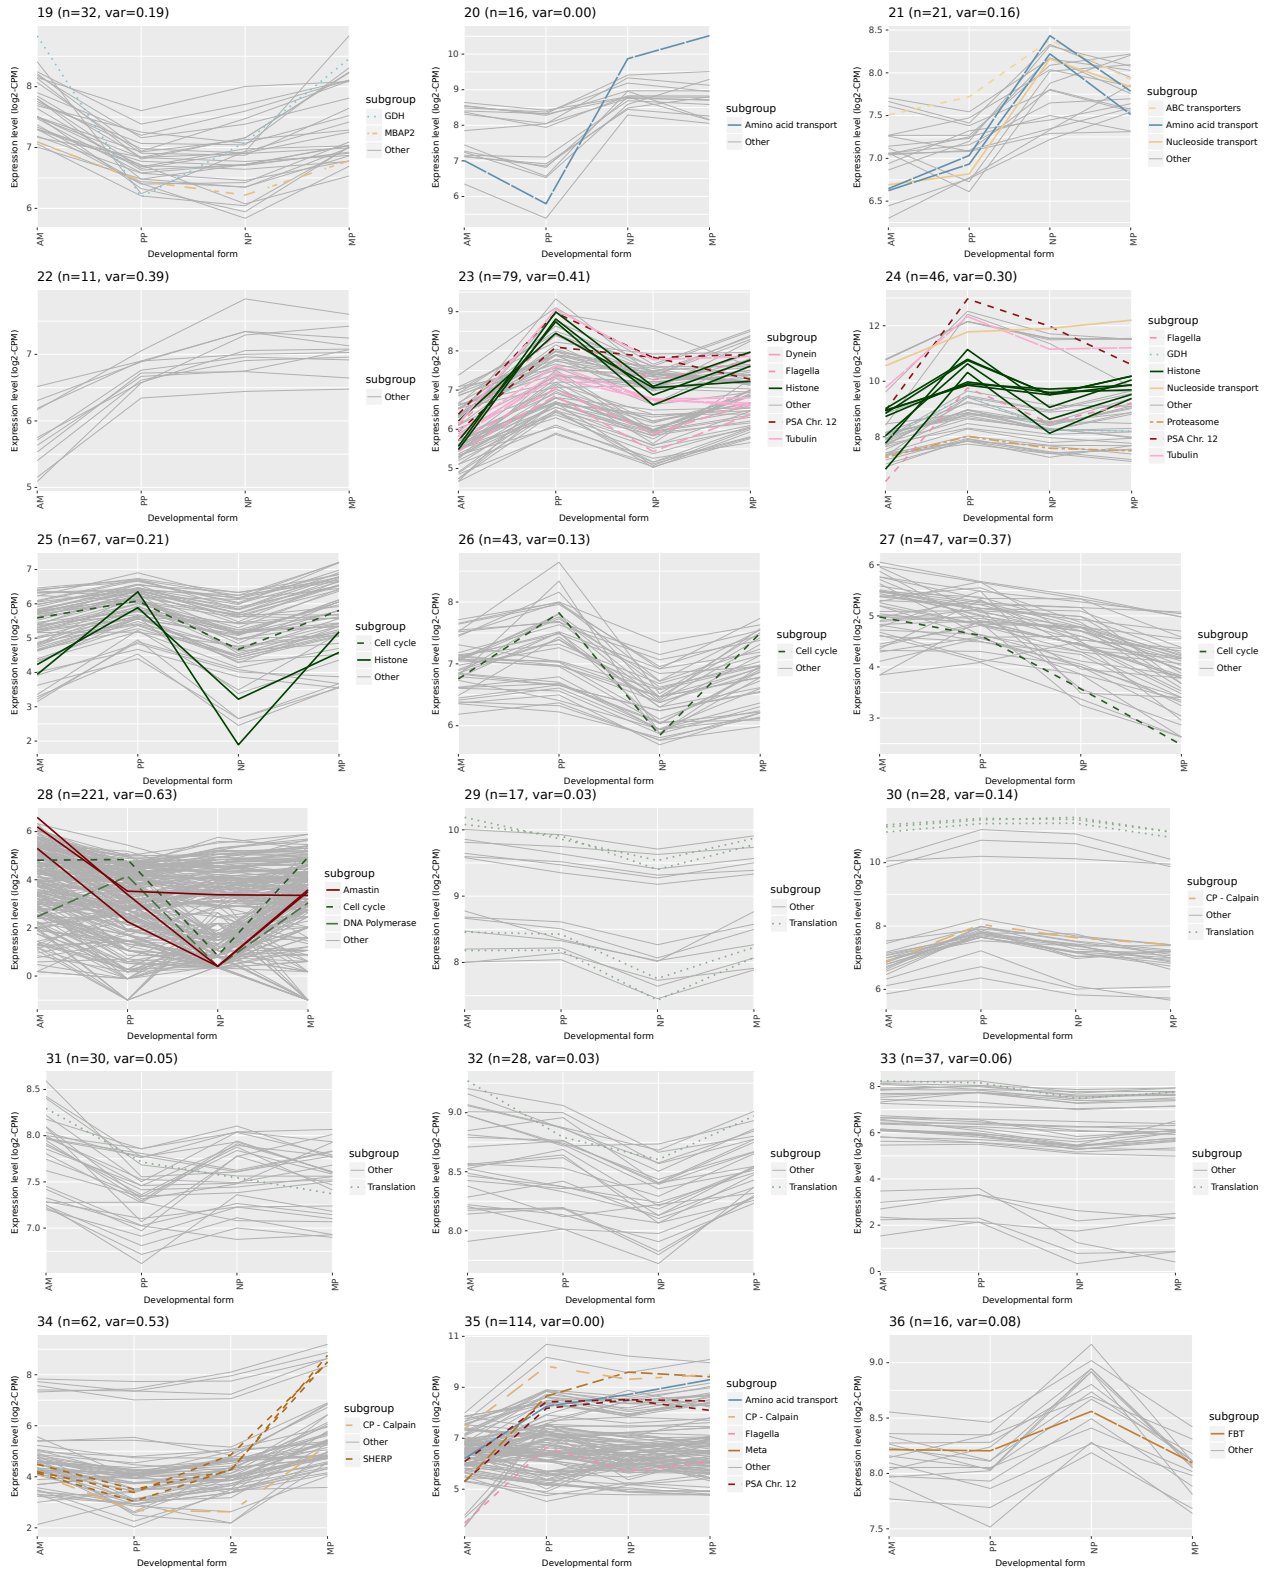 19 (n=32, var=0.19)
Expression level (log2-CPM)
8
7
6
AM
PP
NP
MP
Developmental form
subgroup
GDH
MBAP2
Other
20 (n=16, var=0.00)
Expression level (log2-CPM)
10
9
8
7
6
AM
PP
NP
MP
Developmental form
subgroup
Amino acid transport
Other
21 (n=21, var=0.16)
Expression level (log2-CPM)
8.5
8.0
7.5
7.0
6.5
AM
PP
NP
MP
Developmental form
subgroup
ABC transporters
Amino acid transport
Nucleoside transport
Other
22 (n=11, var=0.39)
Expression level (log2-CPM)
7
6
5
AM
PP
NP
MP
Developmental form
subgroup
Other
23 (n=79, var=0.41)
Expression level (log2-CPM)
9
8
7
6
5
AM
PP
NP
MP
Developmental form
subgroup
Dynein
Flagella
Histone
Other
PSA Chr. 12
Tubulin
24 (n=46, var=0.30)
Expression level (log2-CPM)
12
10
8
AM
PP
NP
MP
Developmental form
subgroup
Flagella
GDH
Histone
Nucleoside transport
Other
Proteasome
PSA Chr. 12
Tubulin
25 (n=67, var=0.21)
Expression level (log2-CPM)
7
6
5
4
3
2
AM
PP
NP
MP
Developmental form
subgroup
Cell cycle
Histone
Other
26 (n=43, var=0.13)
Expression level (log2-CPM)
8
7
6
AM
PP
NP
MP
Developmental form
subgroup
Cell cycle
Other
27 (n=47, var=0.37)
Expression level (log2-CPM)
6
5
4
3
AM
PP
NP
MP
Developmental form
subgroup
Cell cycle
Other
28 (n=221, var=0.63)
Expression level (log2-CPM)
6
4
2
0
AM
PP
NP
MP
Developmental form
subgroup
Amastin
Cell cycle
DNA Polymerase
Other
29 (n=17, var=0.03)
Expression level (log2-CPM)
10
9
8
AM
PP
NP
MP
Developmental form
subgroup
Other
Translation
30 (n=28, var=0.14)
Expression level (log2-CPM)
10
8
6
AM
PP
NP
MP
Developmental form
subgroup
CP - Calpain
Other
Translation
31 (n=30, var=0.05)
Expression level (log2-CPM)
8.5
8.0
7.5
7.0
AM
PP
NP
MP
Developmental form
subgroup
Other
Translation
32 (n=28, var=0.03)
Expression level (log2-CPM)
9.0
8.5
8.0
AM
PP
NP
MP
Developmental form
subgroup
Other
Translation
33 (n=37, var=0.06)
Expression level (log2-CPM)
8
6
4
2
0
AM
PP
NP
MP
Developmental form
subgroup
Other
Translation
34 (n=62, var=0.53)
Expression level (log2-CPM)
8
6
4
2
AM
PP
NP
MP
Developmental form
subgroup
CP - Calpain
Other
SHERP
35 (n=114, var=0.00)
Expression level (log2-CPM)
11
9
7
5
AM
PP
NP
MP
Developmental form
subgroup
Amino acid transport
CP - Calpain
Flagella
Meta
Other
PSA Chr. 12
36 (n=16, var=0.08)
Expression level (log2-CPM)
9.0
8.5
8.0
7.5
AM
PP
NP
MP
Developmental form
subgroup
FBT
Other